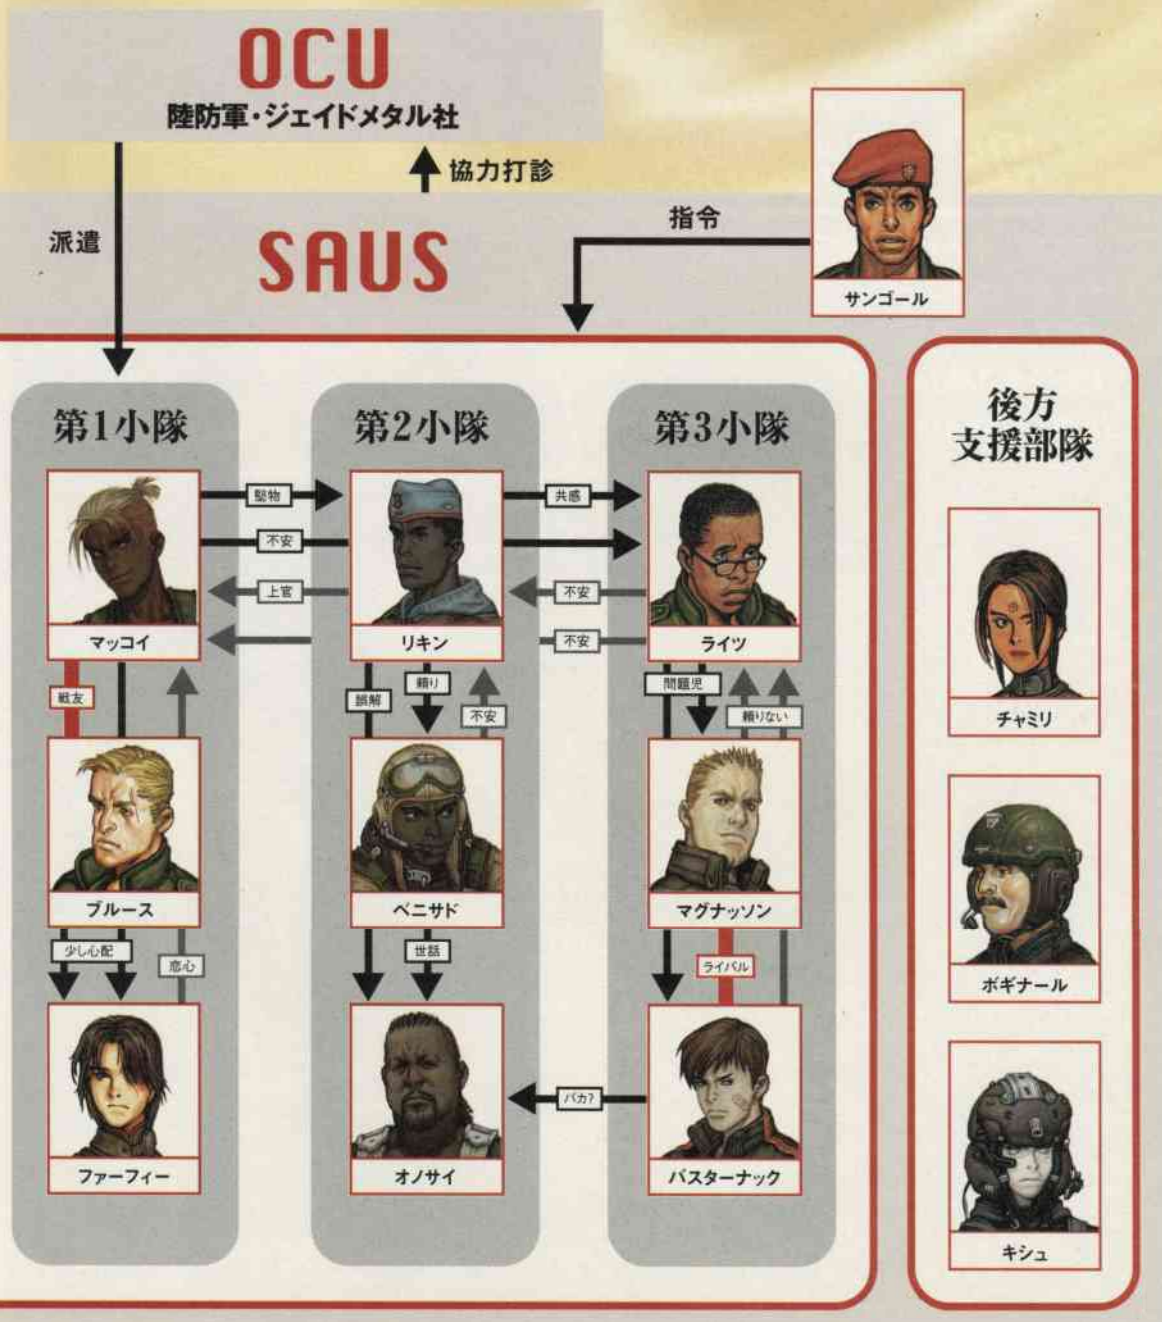 OCU
陸防軍・ジェイドメタル社
協力打診
派遣
SAUS
指令
サンゴール
第1小隊
第2小隊
第3小隊
後方
支援部隊
堅物
共感
不安
上官
不安
不安
マッコイ
リキン
ライツ
チャミリ
戦友
誤解
頼り
不安
問題児
頼りない
ブルース
ベニサド
マグナッソン
ボギナール
少し心配
恋心
世話
ライバル
バカ?
ファーフィー
オノサイ
パスターナック
キシュ